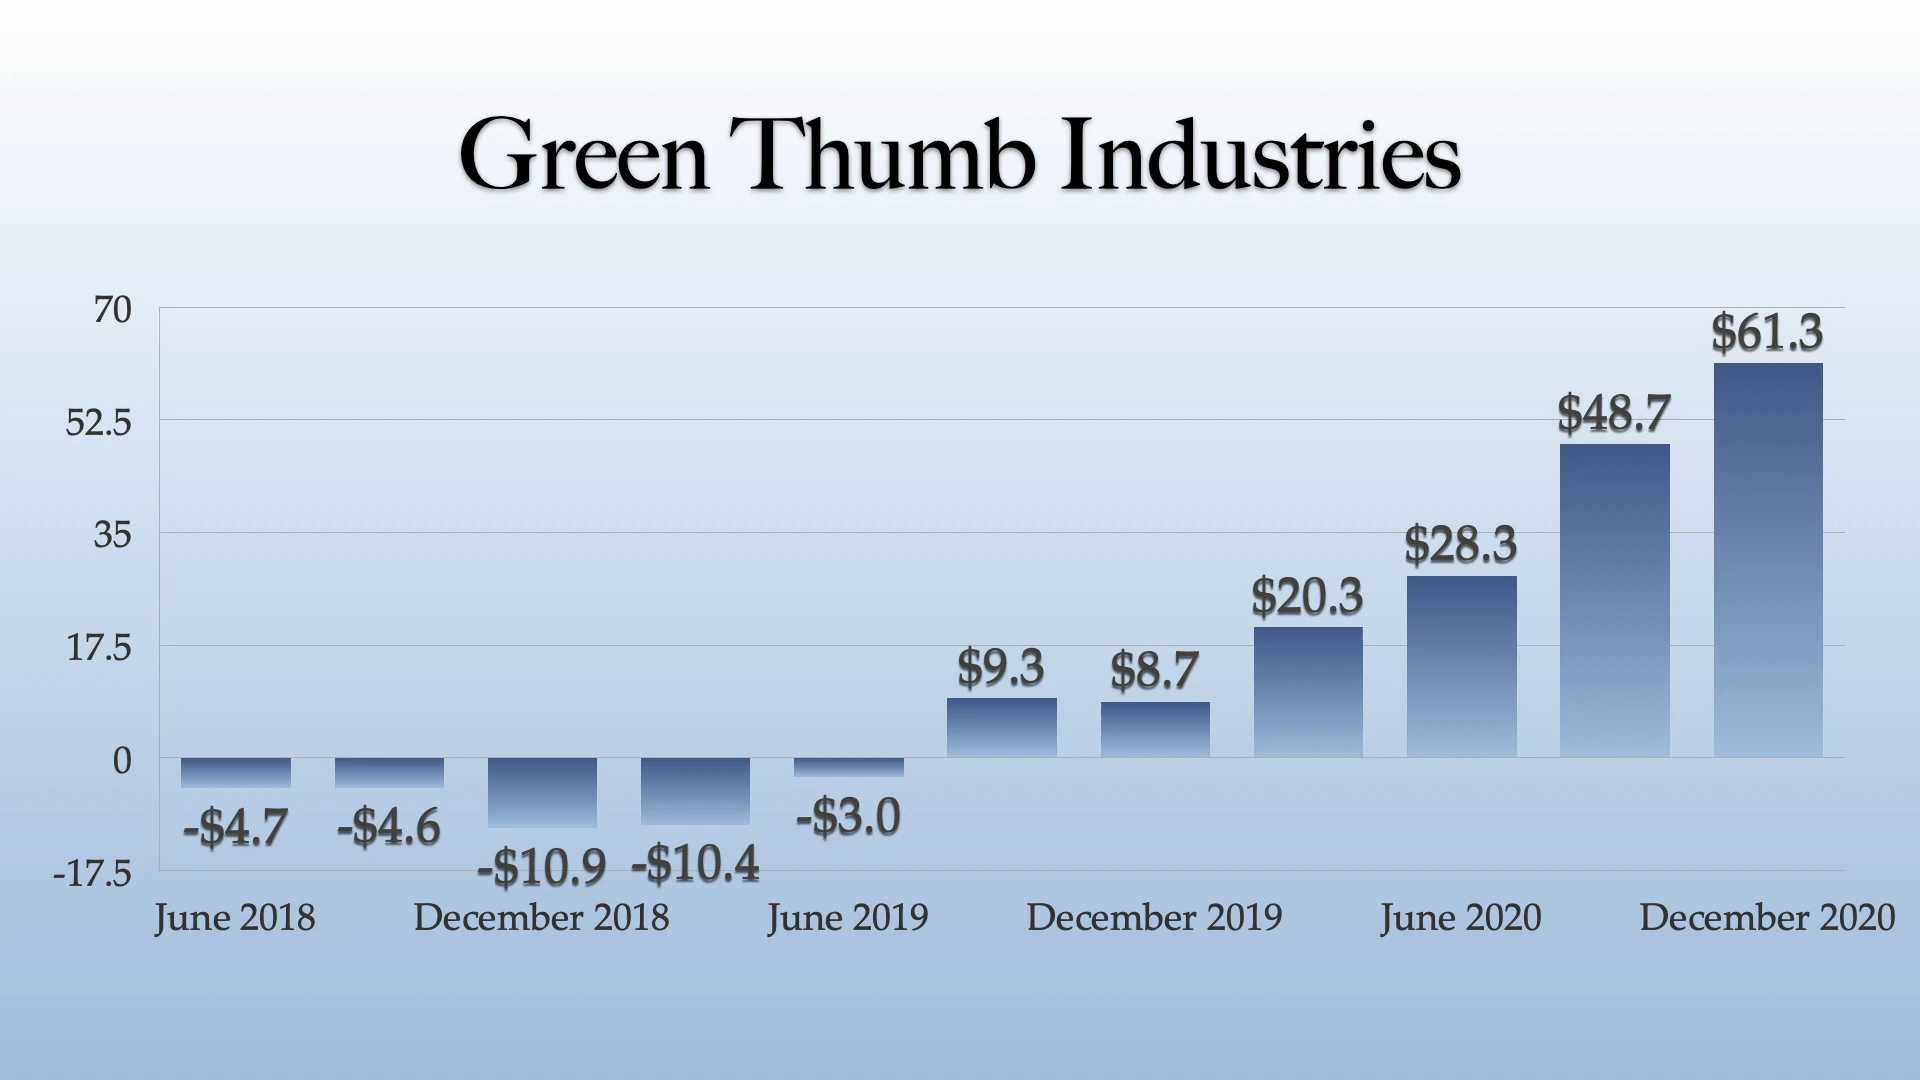 Green Thumb Industries
70
52.5
35
17.5
0
-17.5
-$4.7
-$4.6
-$10.9
-$10.4
-$3.0
$9.3
$8.7
$20.3
$28.3
$48.7
$61.3
June 2018
December 2018
June 2019
December 2019
June 2020
December 2020